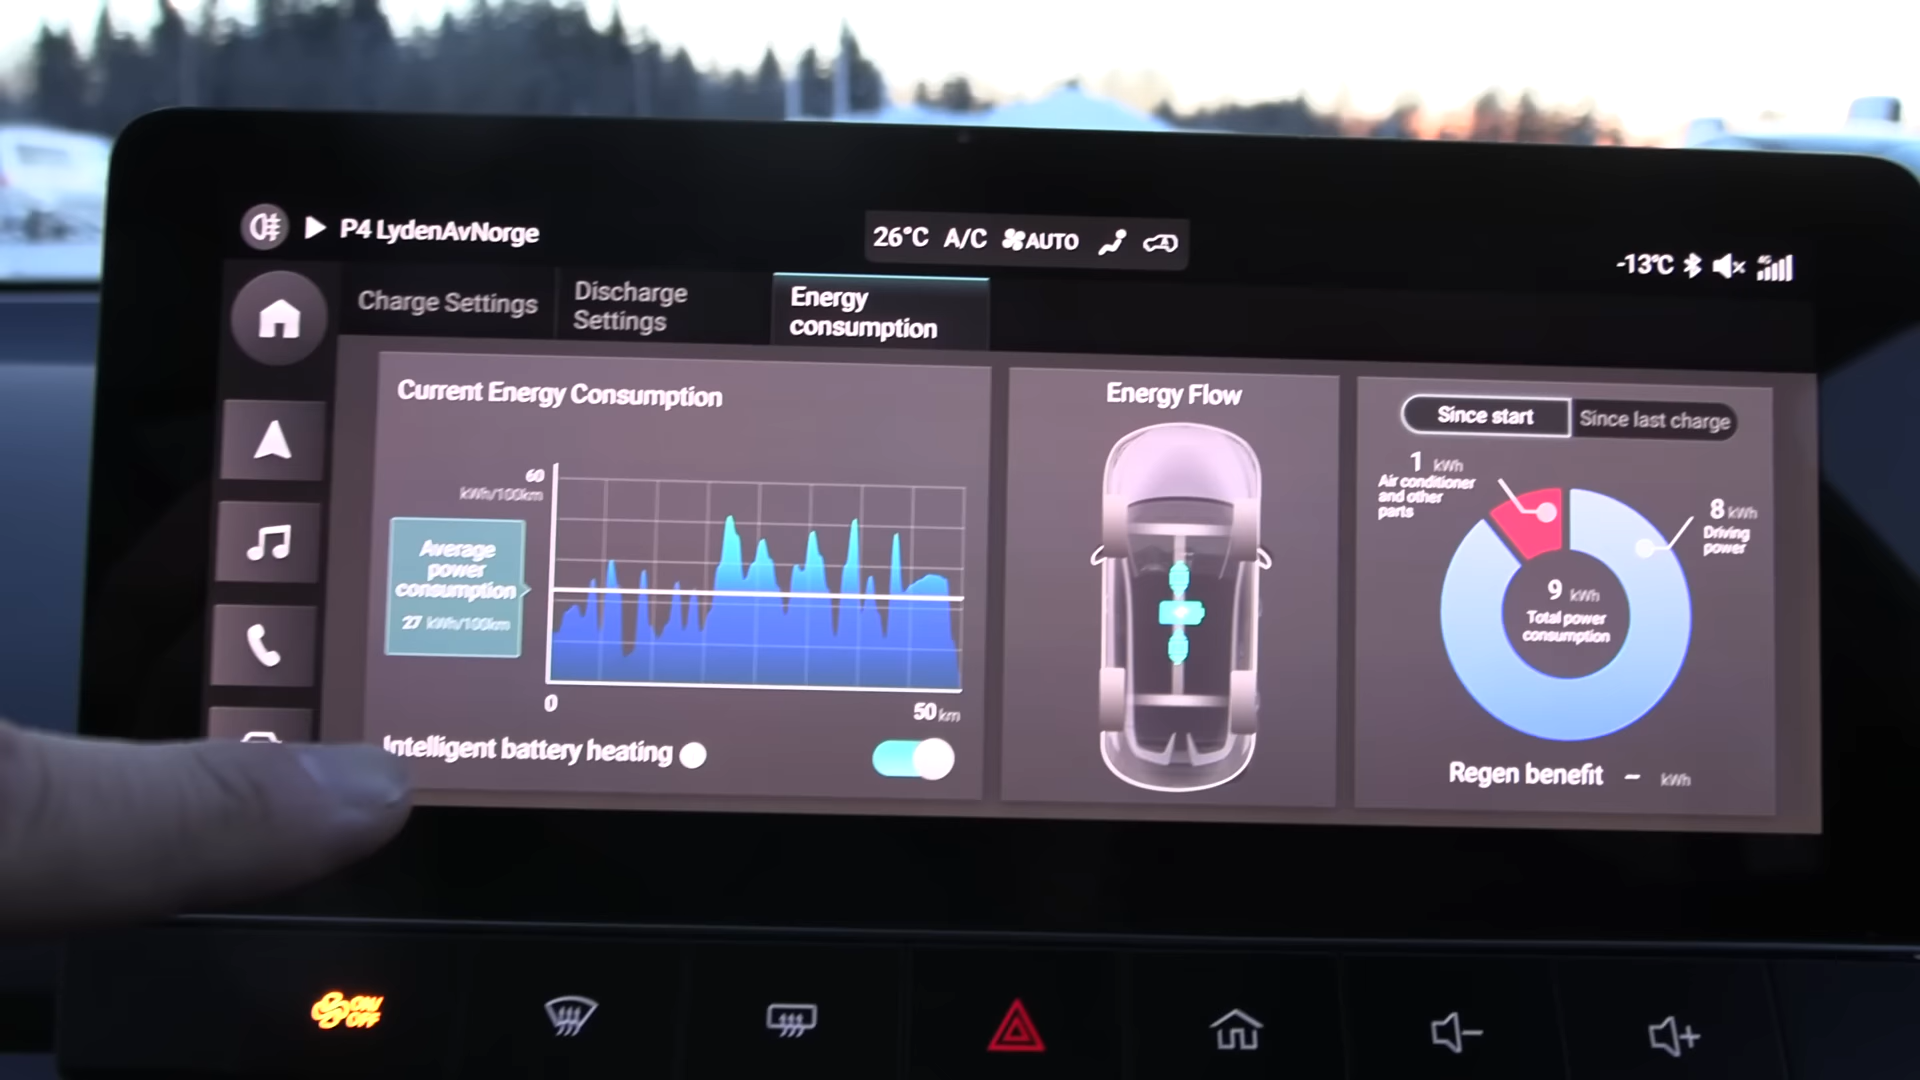 P4 LydenAvNorge
26°C A/C AUTO
-13°C
Charge Settings
Discharge
Settings
Energy
consumption
Current Energy Consumption
60
kWh/100km
Average
power
consumption
27 kWh/100km
0
50 km
Intelligent battery heating
Energy Flow
Since start
Since last charge
1 kWh
Air conditioner
and other
parts
8 kWh
Driving
power
9 kWh
Total power
consumption
Regen benefit – kWh
ON/
OFF